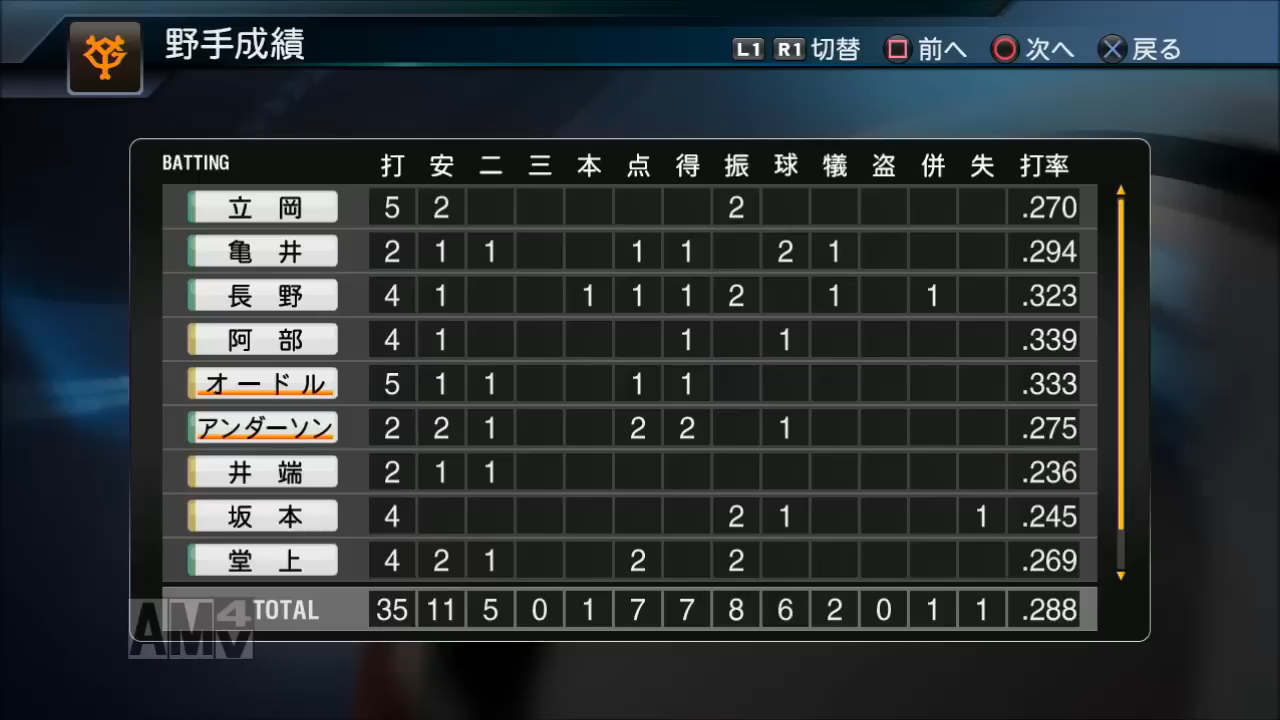 野手成績 L1 R1 切替 前へ 次へ 戻る
BATTING 打 安 二 三 本 点 得 振 球 犠 盗 併 失 打率
立岡 5 2 2 .270
亀井 2 1 1 1 1 2 1 .294
長野 4 1 1 1 1 2 1 1 .323
阿部 4 1 1 1 .339
オードル 5 1 1 1 1 .333
アンダーソン 2 2 1 2 2 1 .275
井端 2 1 1 .236
坂本 4 2 1 1 .245
堂上 4 2 1 2 2 .269
TOTAL 35 11 5 0 1 7 7 8 6 2 0 1 1 .288
AM4v